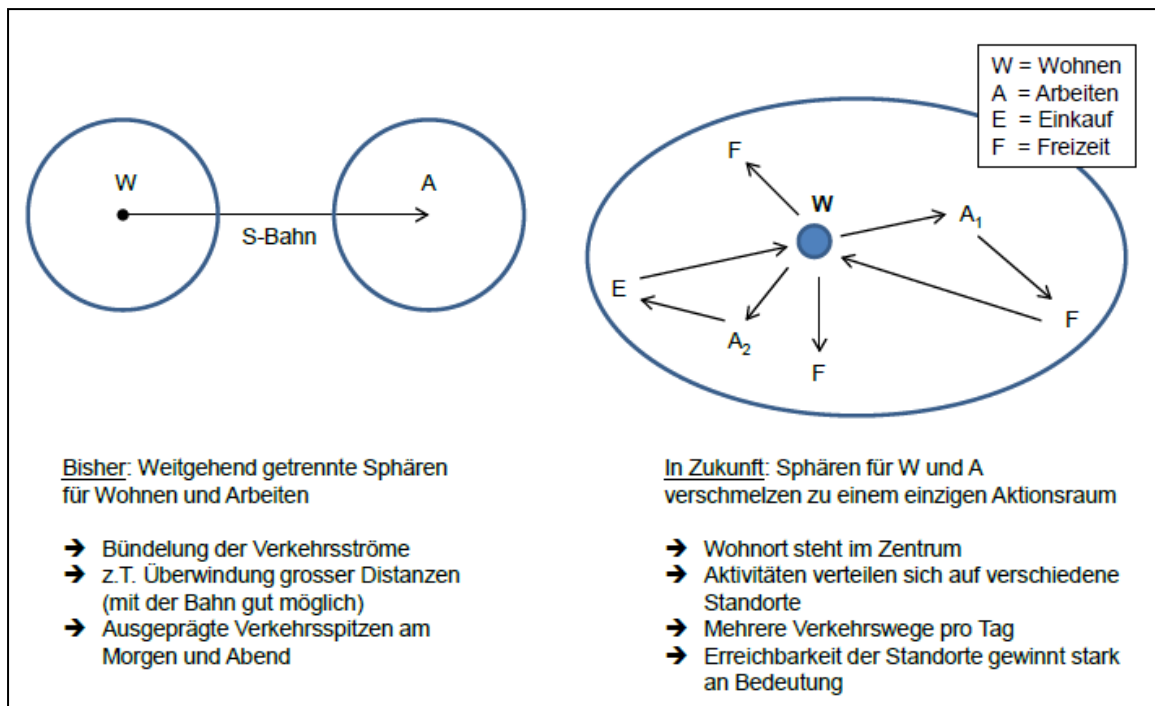 W = Wohnen
A = Arbeiten
E = Einkauf
F = Freizeit
W
A
S-Bahn
F
W
A₁
E
F
A₂
F
Bisher: Weitgehend getrennte Sphären
für Wohnen und Arbeiten
➔ Bündelung der Verkehrsströme
➔ z.T. Überwindung grosser Distanzen
(mit der Bahn gut möglich)
➔ Ausgeprägte Verkehrsspitzen am
Morgen und Abend
In Zukunft: Sphären für W und A
verschmelzen zu einem einzigen Aktionsraum
➔ Wohnort steht im Zentrum
➔ Aktivitäten verteilen sich auf verschiedene
Standorte
➔ Mehrere Verkehrswege pro Tag
➔ Erreichbarkeit der Standorte gewinnt stark
an Bedeutung